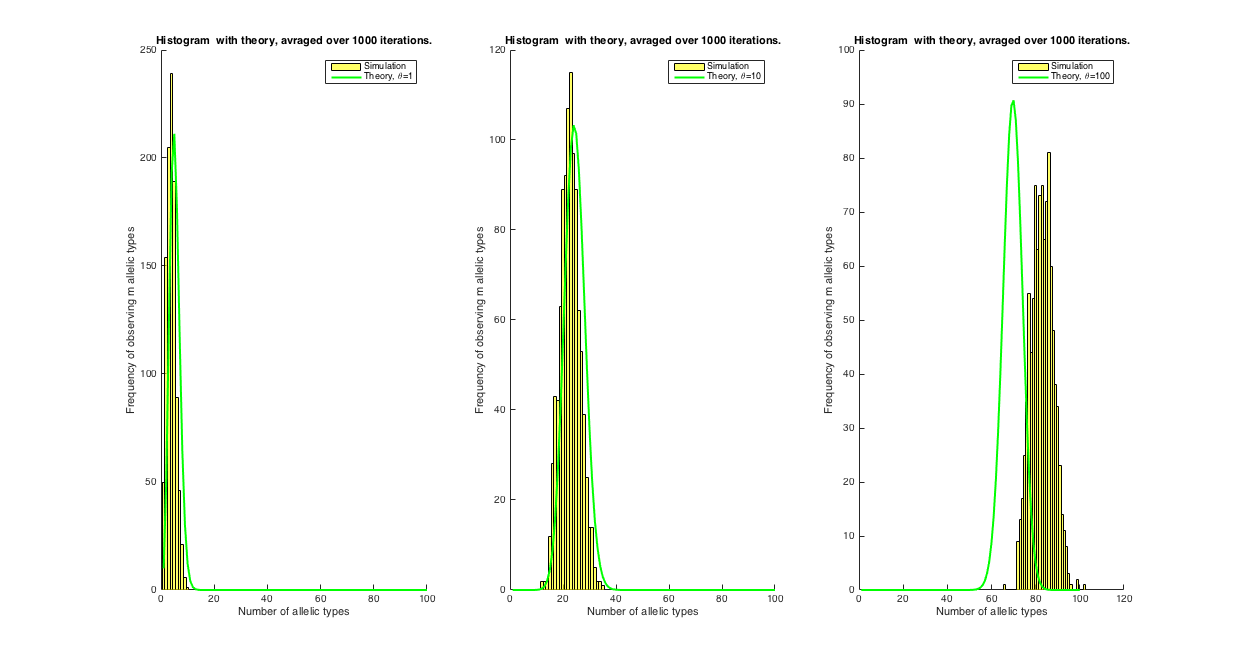 Histogram  with theory, avraged over 1000 iterations.
Simulation
Theory, θ=1
250
200
150
100
50
0
0 20 40 60 80 100
Frequency of observing m allelic types
Number of allelic types
Histogram  with theory, avraged over 1000 iterations.
Simulation
Theory, θ=10
120
100
80
60
40
20
0
0 20 40 60 80 100
Frequency of observing m allelic types
Number of allelic types
Histogram  with theory, avraged over 1000 iterations.
Simulation
Theory, θ=100
100
90
80
70
60
50
40
30
20
10
0
0 20 40 60 80 100 120
Frequency of observing m allelic types
Number of allelic types